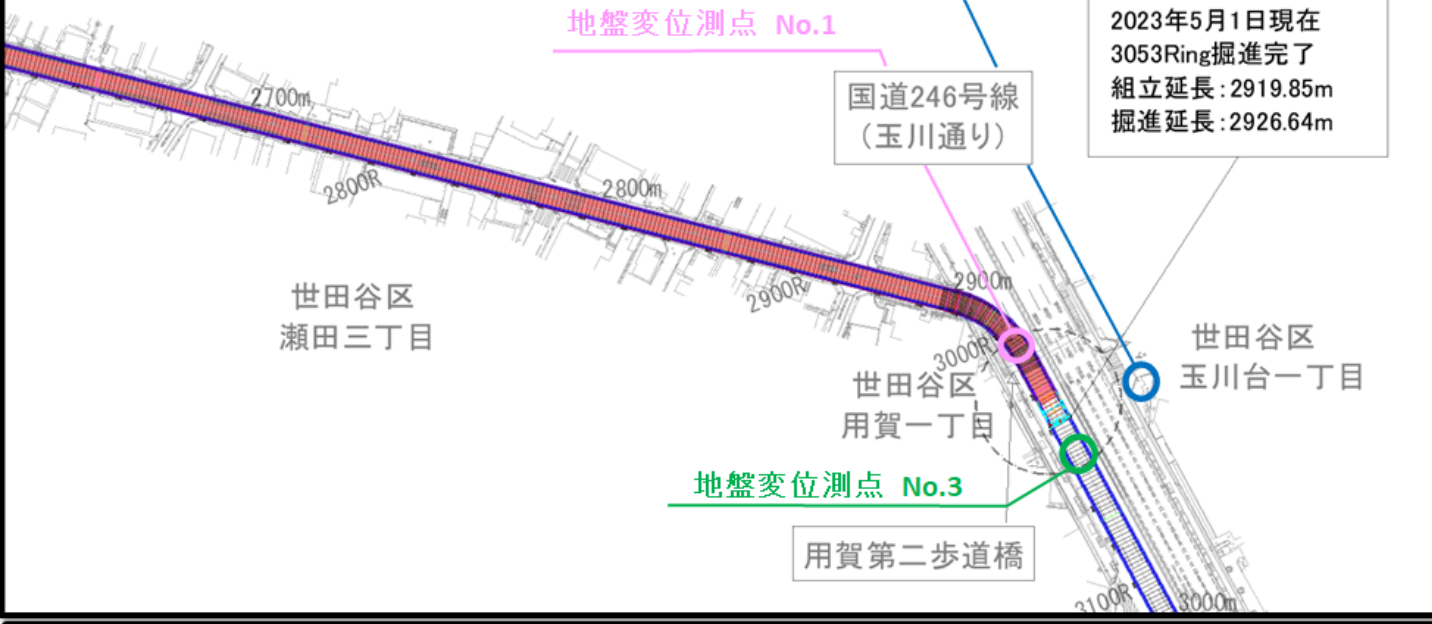 地盤変位測点 No.1
2023年5月1日現在
3053Ring掘進完了
組立延長:2919.85m
掘進延長:2926.64m
国道246号線
（玉川通り）
2700m
2800R
2800m
2900R
2900m
3000R
世田谷区
瀬田三丁目
世田谷区
玉川台一丁目
世田谷区
用賀一丁目
地盤変位測点 No.3
用賀第二歩道橋
3100R
3000m